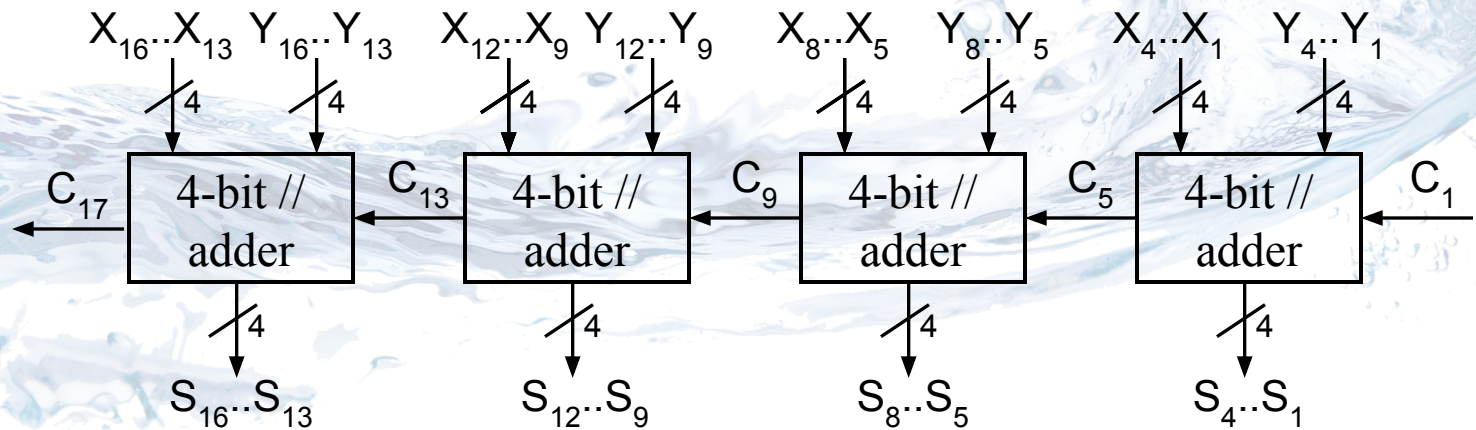 X₁₆..X₁₃ Y₁₆..Y₁₃ X₁₂..X₉ Y₁₂..Y₉ X₈..X₅ Y₈..Y₅ X₄..X₁ Y₄..Y₁
4 4 4 4 4 4 4 4
C₁₇ 4-bit // C₁₃ 4-bit // C₉ 4-bit // C₅ 4-bit // C₁
adder adder adder adder
4 4 4 4
S₁₆..S₁₃ S₁₂..S₉ S₈..S₅ S₄..S₁